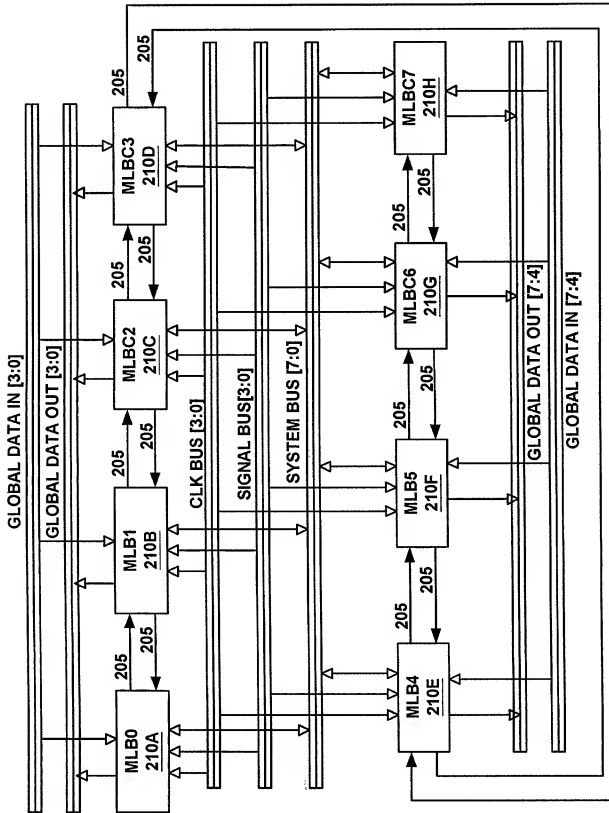 GLOBAL DATA IN [3:0]
GLOBAL DATA OUT [3:0]
205
205
205
205
205
205
205
205
MLB0
210A
MLB1
210B
MLBC2
210C
MLBC3
210D
CLK BUS [3:0]
SIGNAL BUS[3:0]
SYSTEM BUS [7:0]
MLB4
210E
MLB5
210F
MLBC6
210G
MLBC7
210H
205
205
205
205
205
205
GLOBAL DATA OUT [7:4]
GLOBAL DATA IN [7:4]